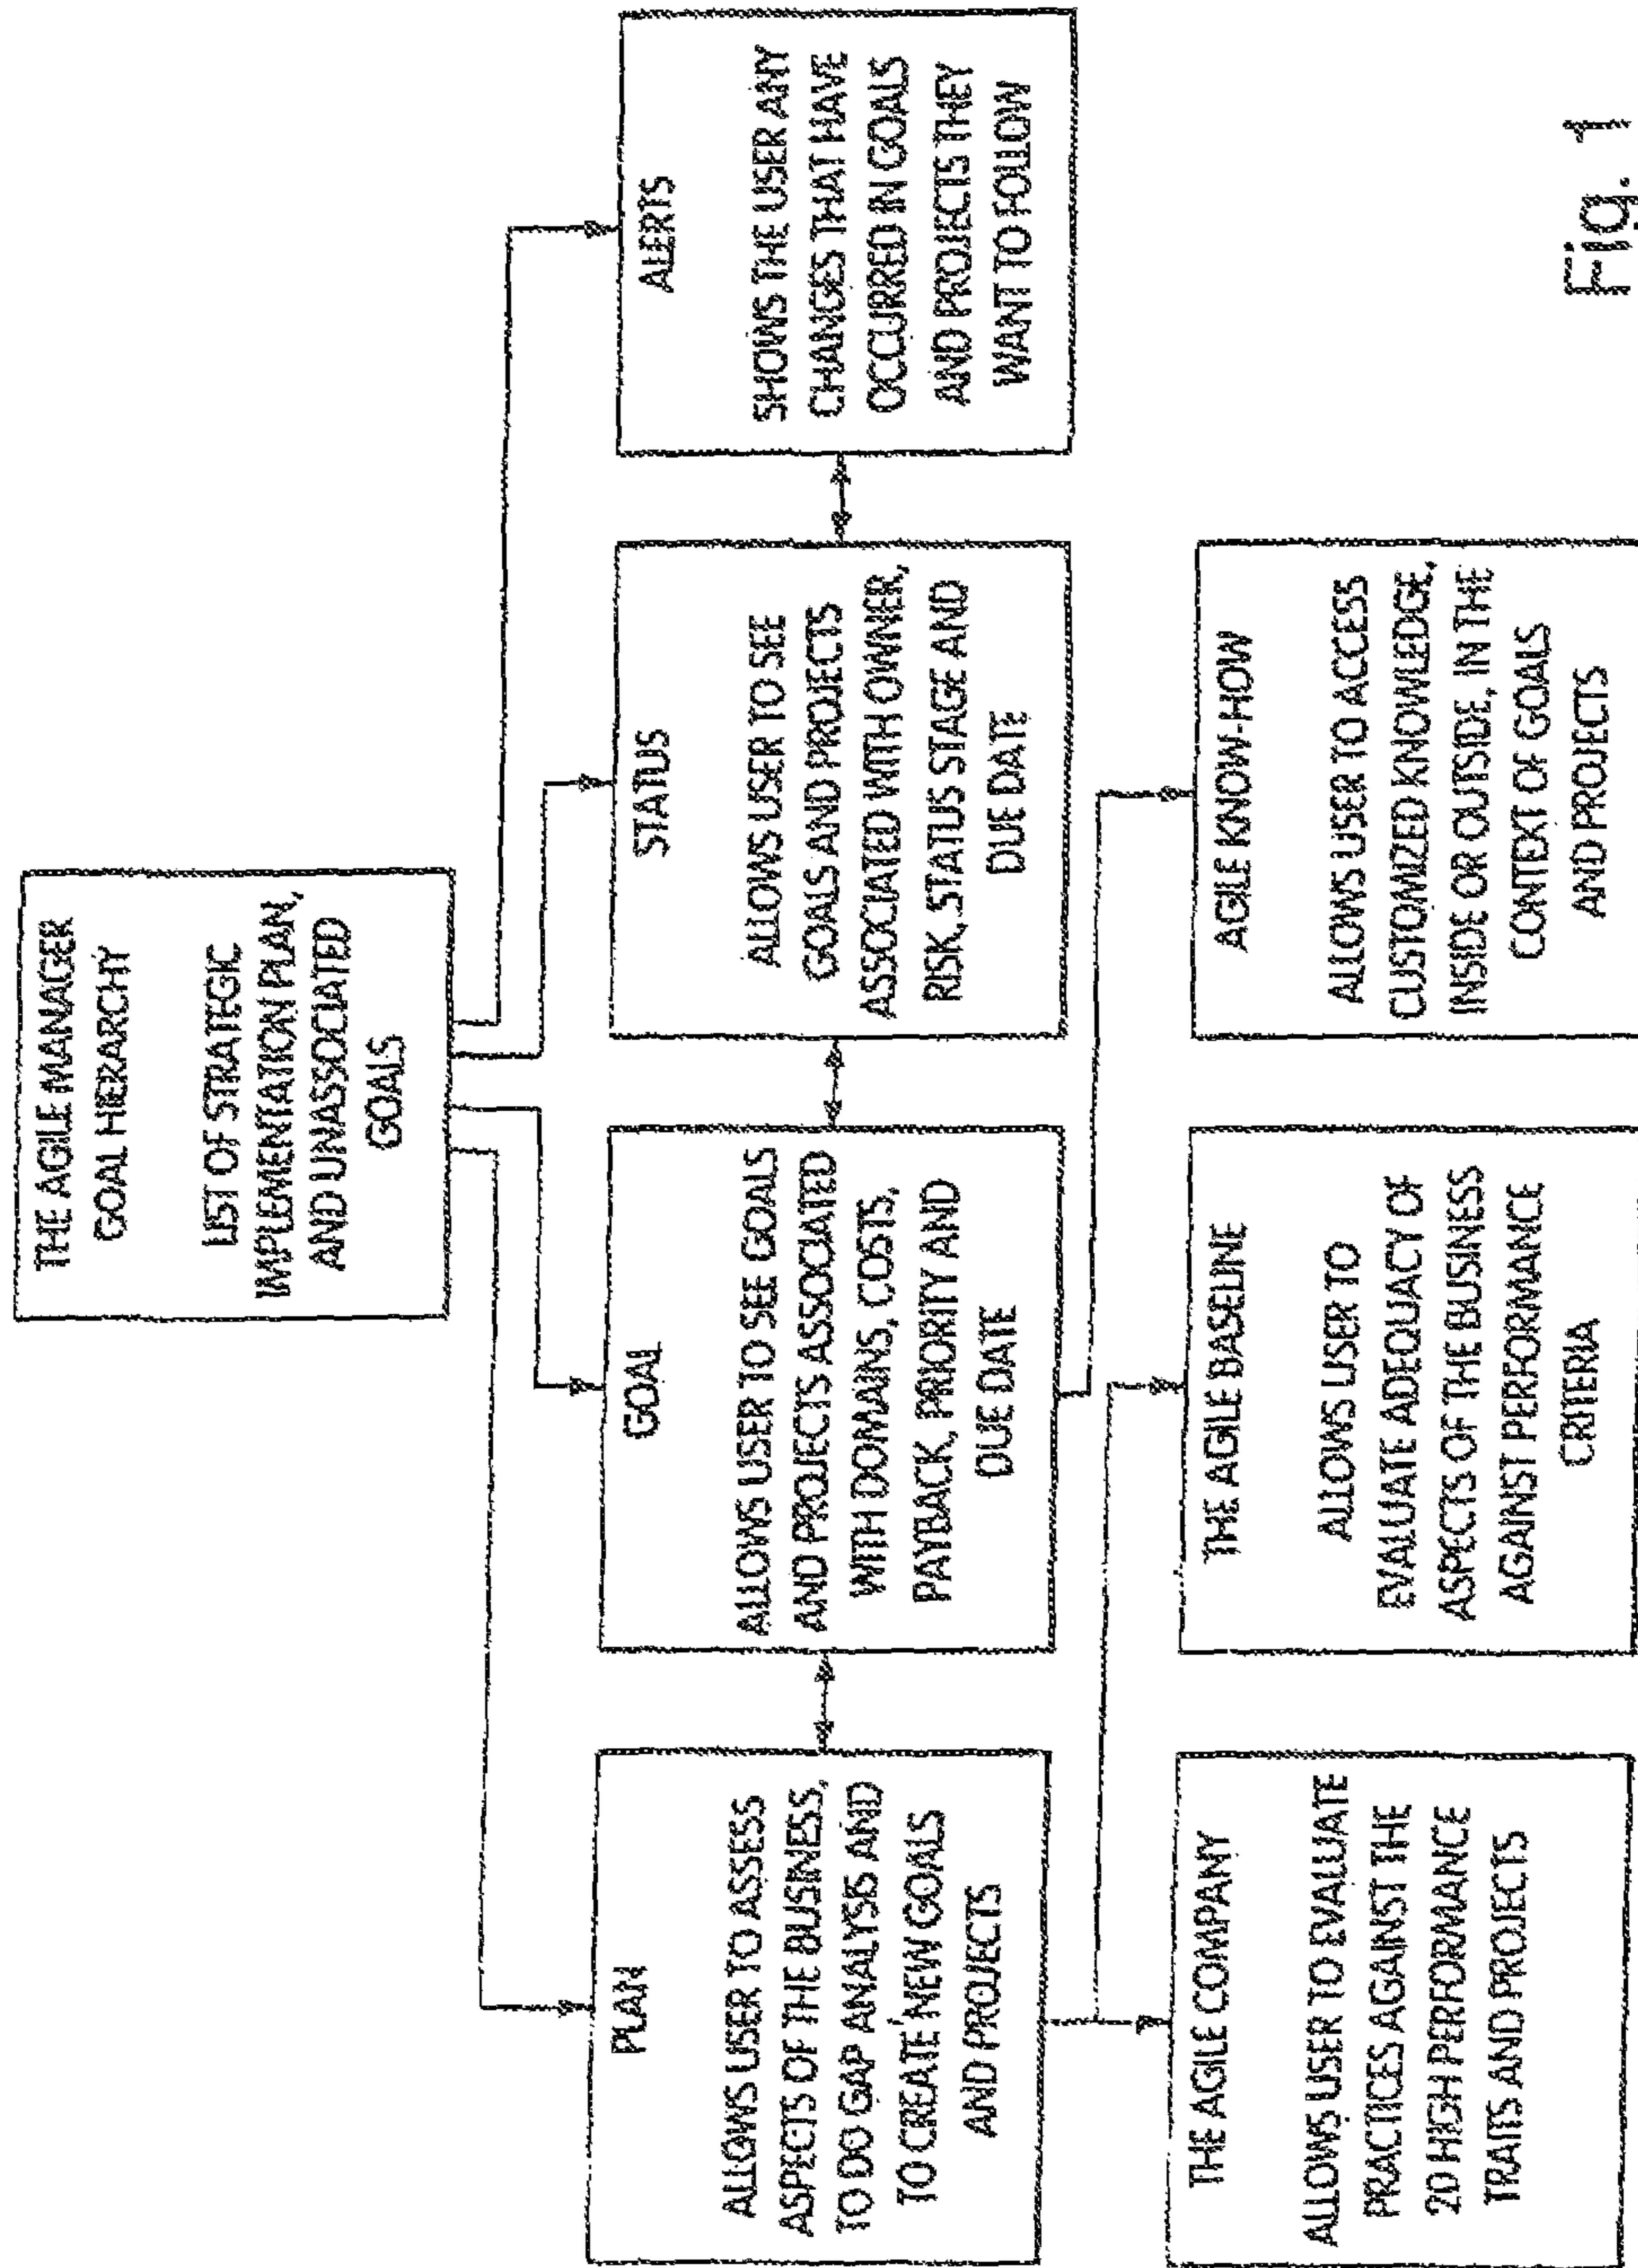 THE AGILE MANAGER
GOAL HIERARCHY
LIST OF STRATEGIC
IMPLEMENTATION PLAN,
AND UNASSOCIATED
GOALS
PLAN
ALLOWS USER TO ASSESS
ASPECTS OF THE BUSINESS,
TO DO GAP ANALYSIS AND
TO CREATE NEW GOALS
AND PROJECTS
GOAL
ALLOWS USER TO SEE GOALS
AND PROJECTS ASSOCIATED
WITH DOMAINS, COSTS,
PAYBACK, PRIORITY AND
DUE DATE
STATUS
ALLOWS USER TO SEE
GOALS AND PROJECTS
ASSOCIATED WITH OWNER,
RISK, STATUS STAGE AND
DUE DATE
ALERTS
SHOWS THE USER ANY
CHANGES THAT HAVE
OCCURRED IN GOALS
AND PROJECTS THEY
WANT TO FOLLOW
THE AGILE COMPANY
ALLOWS USER TO EVALUATE
PRACTICES AGAINST THE
20 HIGH PERFORMANCE
TRAITS AND PROJECTS
THE AGILE BASELINE
ALLOWS USER TO
EVALUATE ADEQUACY OF
ASPECTS OF THE BUSINESS
AGAINST PERFORMANCE
CRITERIA
AGILE KNOW-HOW
ALLOWS USER TO ACCESS
CUSTOMIZED KNOWLEDGE,
INSIDE OR OUTSIDE, IN THE
CONTEXT OF GOALS
AND PROJECTS
Fig. 1